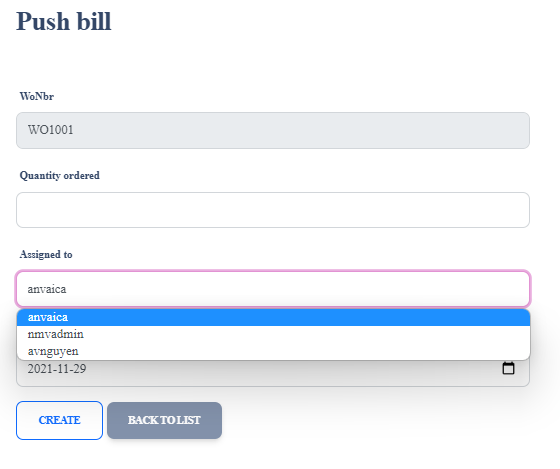 Push bill
WoNbr
WO1001
Quantity ordered
Assigned to
anvaica
anvaica
nmvadmin
avnguyen
2021-11-29
CREATE
BACK TO LIST